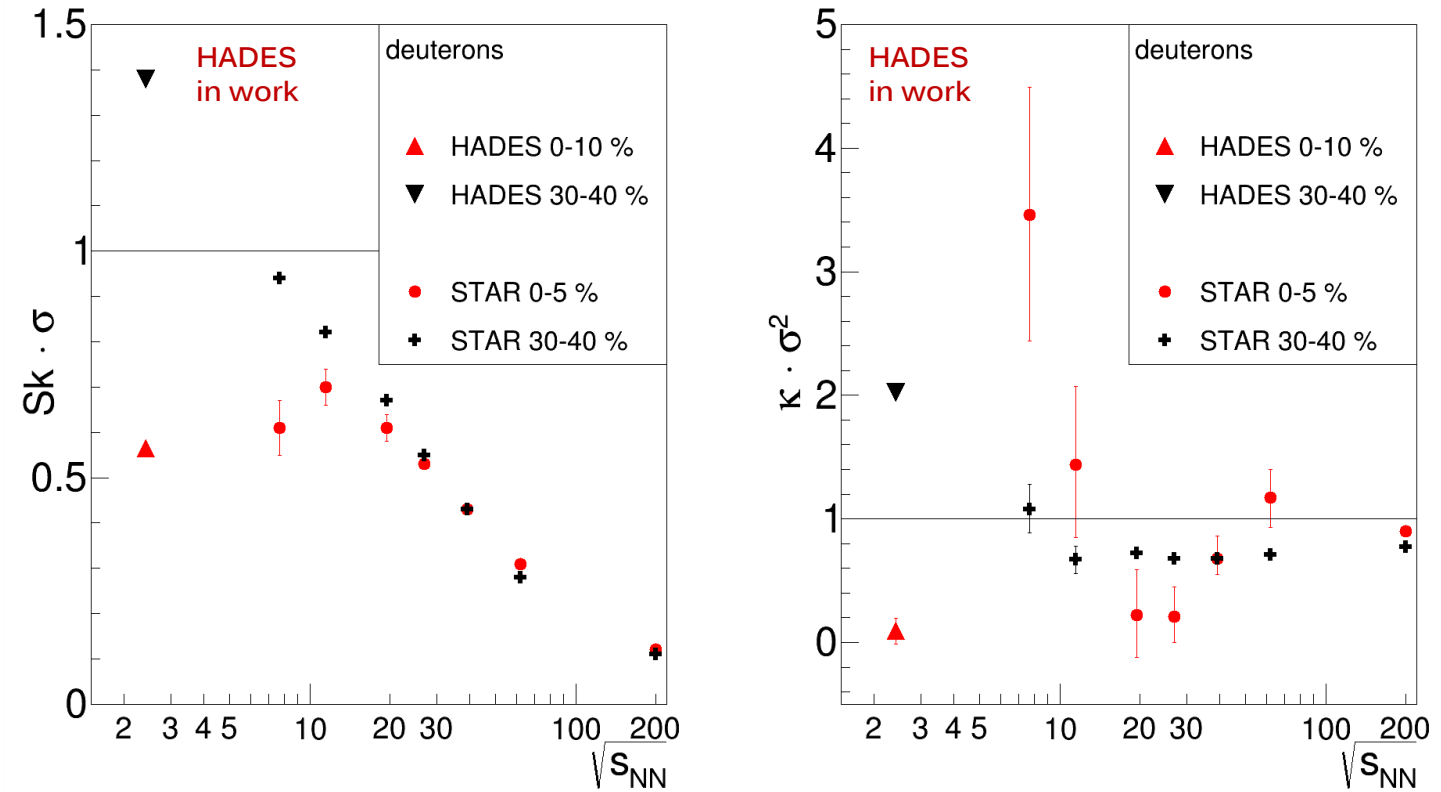 1.5
HADES
in work
deuterons
HADES 0-10 %
HADES 30-40 %
1
STAR 0-5 %
STAR 30-40 %
Sk · σ
0.5
0
2 3 4 5 10 20 30 100 200
√sNN
5
HADES
in work
deuterons
4
HADES 0-10 %
HADES 30-40 %
3
STAR 0-5 %
STAR 30-40 %
κ · σ²
2
1
0
2 3 4 5 10 20 30 100 200
√sNN